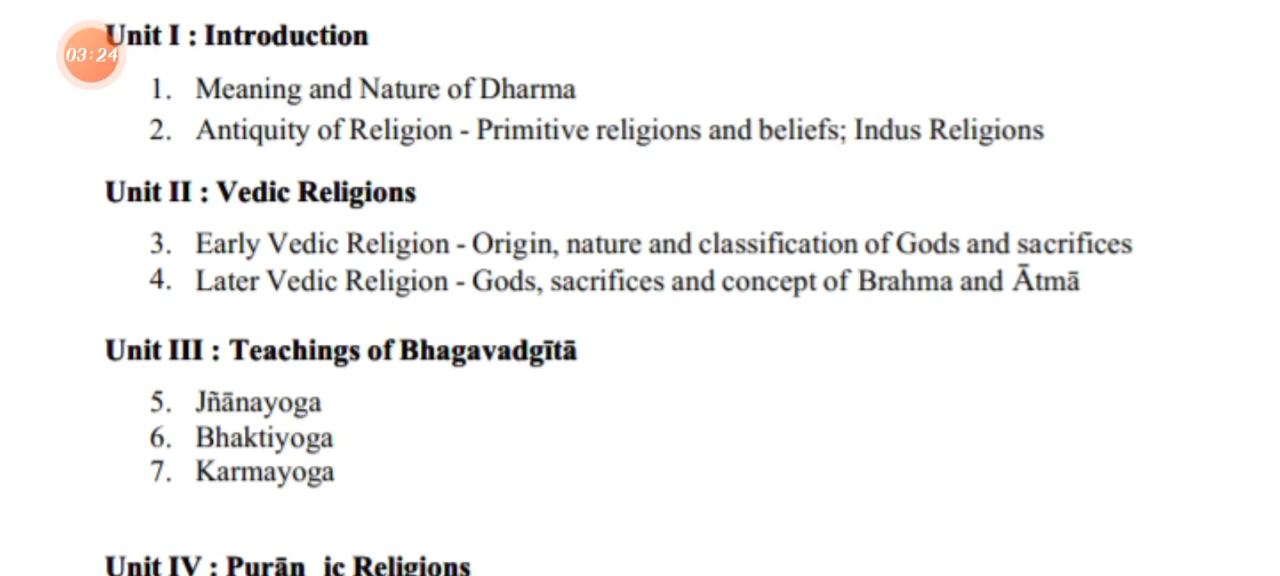 Unit I : Introduction
03:24
1. Meaning and Nature of Dharma
2. Antiquity of Religion - Primitive religions and beliefs; Indus Religions
Unit II : Vedic Religions
3. Early Vedic Religion - Origin, nature and classification of Gods and sacrifices
4. Later Vedic Religion - Gods, sacrifices and concept of Brahma and Ātmā
Unit III : Teachings of Bhagavadgītā
5. Jñānayoga
6. Bhaktiyoga
7. Karmayoga
Unit IV : Purān ic Religions